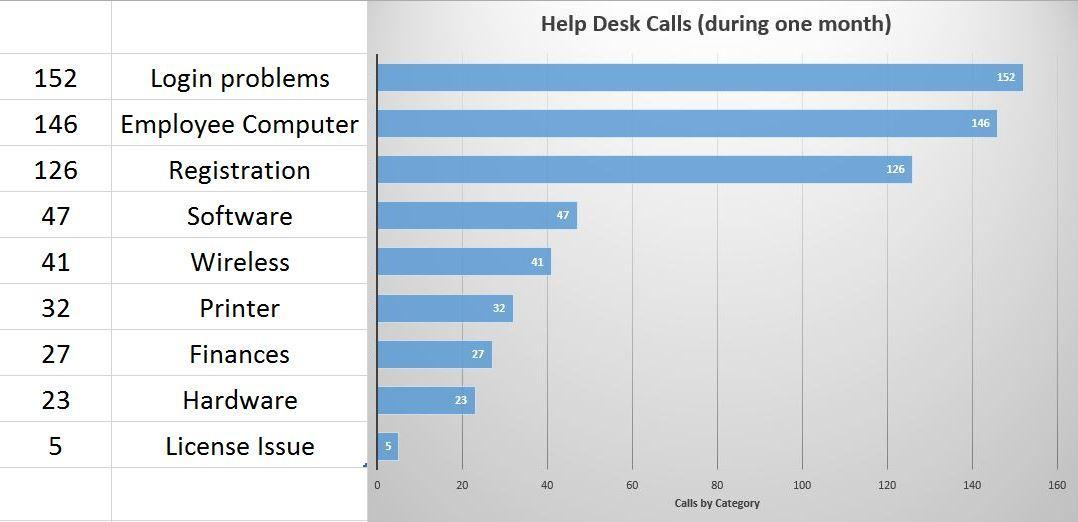 Help Desk Calls (during one month)
152 Login problems 152
146 Employee Computer 146
126 Registration 126
47 Software 47
41 Wireless 41
32 Printer 32
27 Finances 27
23 Hardware 23
5 License Issue 5
0 20 40 60 80 100 120 140 160
Calls by Category